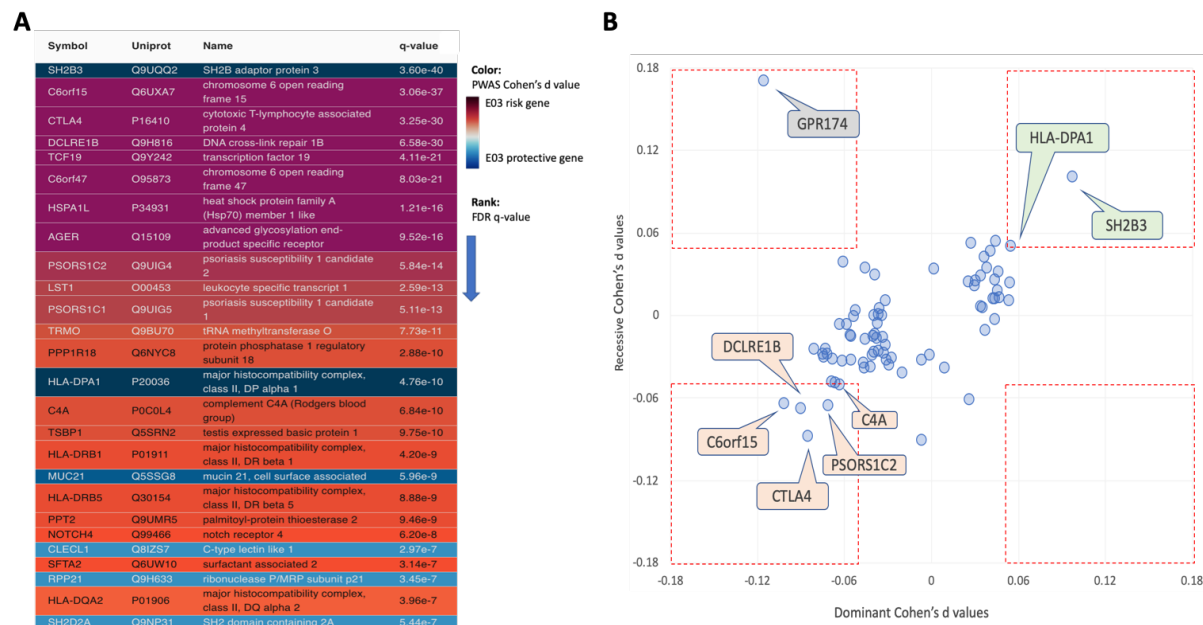 A
Symbol Uniprot Name q-value
SH2B3 Q9UQQ2 SH2B adaptor protein 3 3.60e-40
C6orf15 Q6UXA7 chromosome 6 open reading frame 15 3.06e-37
CTLA4 P16410 cytotoxic T-lymphocyte associated protein 4 3.25e-30
DCLRE1B Q9H816 DNA cross-link repair 1B 6.58e-30
TCF19 Q9Y242 transcription factor 19 4.11e-21
C6orf47 O95873 chromosome 6 open reading frame 47 8.03e-21
HSPA1L P34931 heat shock protein family A (Hsp70) member 1 like 1.21e-16
AGER Q15109 advanced glycosylation end-product specific receptor 9.52e-16
PSORS1C2 Q9UIG4 psoriasis susceptibility 1 candidate 2 5.84e-14
LST1 O00453 leukocyte specific transcript 1 2.59e-13
PSORS1C1 Q9UIG5 psoriasis susceptibility 1 candidate 1 5.11e-13
TRMO Q9BU70 tRNA methyltransferase O 7.73e-11
PPP1R18 Q6NYC8 protein phosphatase 1 regulatory subunit 18 2.88e-10
HLA-DPA1 P20036 major histocompatibility complex, class II, DP alpha 1 4.76e-10
C4A P0C0L4 complement C4A (Rodgers blood group) 6.84e-10
TSBP1 Q5SRN2 testis expressed basic protein 1 9.75e-10
HLA-DRB1 P01911 major histocompatibility complex, class II, DR beta 1 4.20e-9
MUC21 Q5SSG8 mucin 21, cell surface associated 5.96e-9
HLA-DRB5 Q30154 major histocompatibility complex, class II, DR beta 5 8.88e-9
PPT2 Q9UMR5 palmitoyl-protein thioesterase 2 9.46e-9
NOTCH4 Q99466 notch receptor 4 6.20e-8
CLECL1 Q8IZS7 C-type lectin like 1 2.97e-7
SFTA2 Q6UW10 surfactant associated 2 3.14e-7
RPP21 Q9H633 ribonuclease P/MRP subunit p21 3.45e-7
HLA-DQA2 P01906 major histocompatibility complex, class II, DQ alpha 2 3.96e-7
SH2D2A Q9NP31 SH2 domain containing 2A 5.44e-7
Color:
PWAS Cohen's d value
E03 risk gene
E03 protective gene
Rank:
FDR q-value
B
Recessive Cohen's d values
0.18
0.12
0.06
0
-0.06
-0.12
-0.18
GPR174
HLA-DPA1
SH2B3
DCLRE1B
C4A
C6orf15
PSORS1C2
CTLA4
-0.18 -0.12 -0.06 0 0.06 0.12 0.18
Dominant Cohen's d values